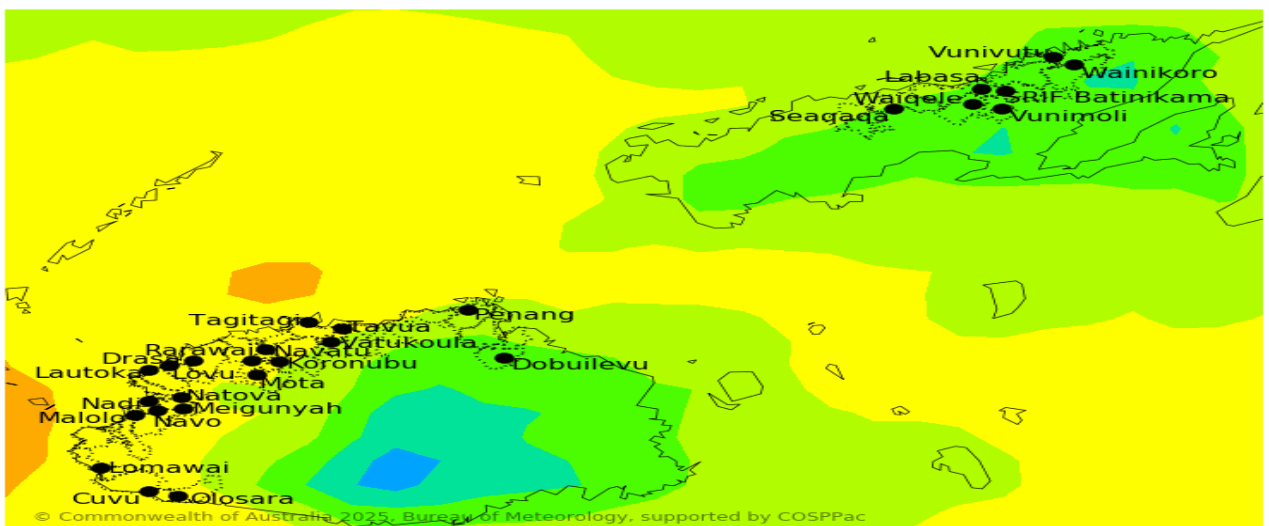 Vunivutu
Wainikoro
Labasa
SRIF Batinikama
Waiqele
Seaqaqa
Vunimoli
Tagitagi
Penang
Tavua
Vatukoula
Rarawai
Navatu
Drasa
Koronubu
Dobuilevu
Lautoka
Lovu
Mota
Natova
Nadi
Meigunyah
Malolo
Navo
Lomawai
Cuvu
Olosara
© Commonwealth of Australia 2025, Bureau of Meteorology, supported by COSPPac